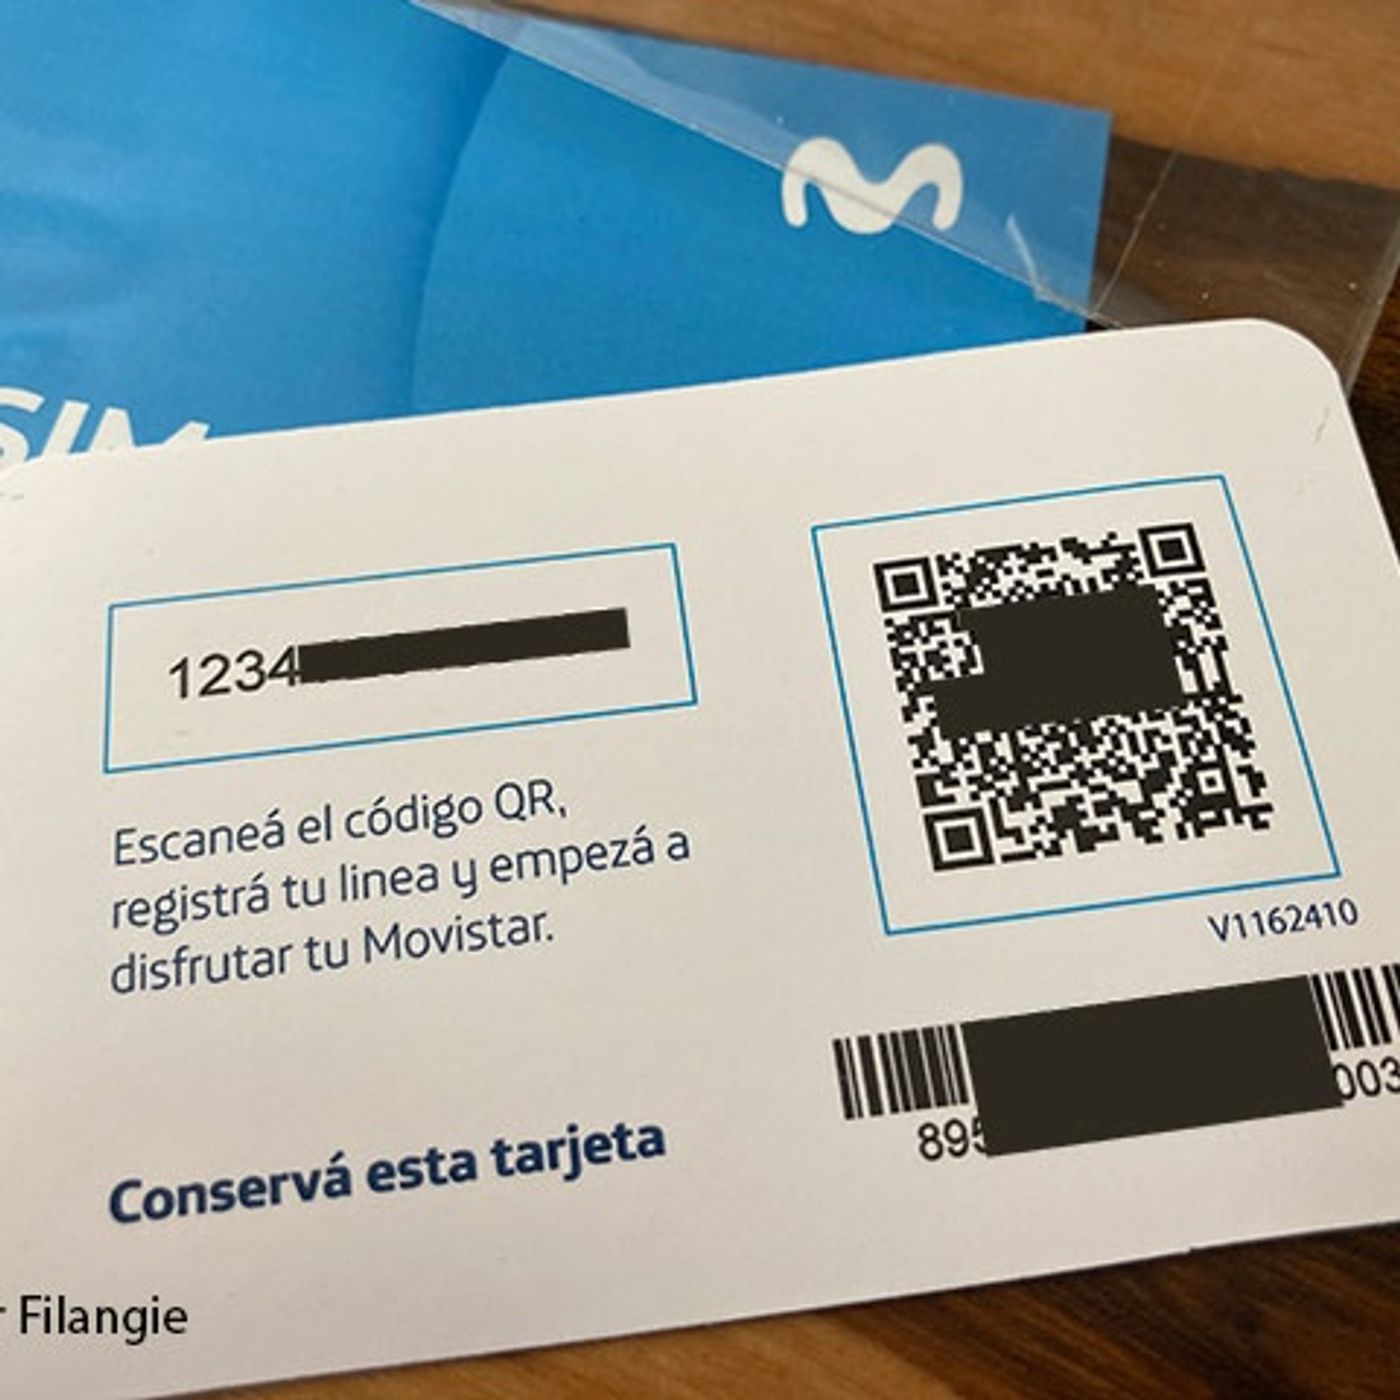 SIM
1234
Escaneá el código QR,
registrá tu linea y empezá a
disfrutar tu Movistar.
V1162410
895
003
Conservá esta tarjeta
r Filangie